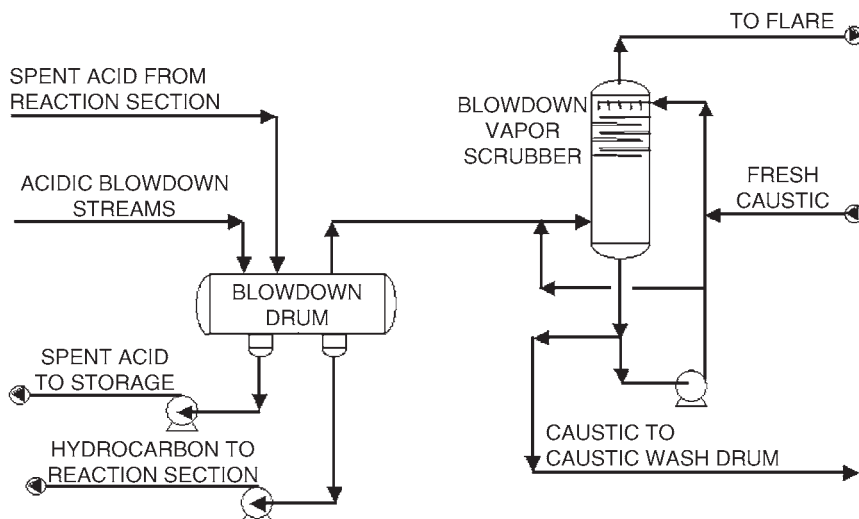 TO FLARE
SPENT ACID FROM
REACTION SECTION
BLOWDOWN
VAPOR
SCRUBBER
ACIDIC BLOWDOWN
STREAMS
FRESH
CAUSTIC
BLOWDOWN
DRUM
SPENT ACID
TO STORAGE
HYDROCARBON TO
REACTION SECTION
CAUSTIC TO
CAUSTIC WASH DRUM